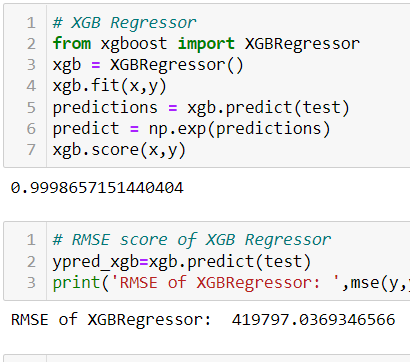 1 # XGB Regressor
2 from xgboost import XGBRegressor
3 xgb = XGBRegressor()
4 xgb.fit(x,y)
5 predictions = xgb.predict(test)
6 predict = np.exp(predictions)
7 xgb.score(x,y)
0.9998657151440404
1 # RMSE score of XGB Regressor
2 ypred_xgb=xgb.predict(test)
3 print('RMSE of XGBRegressor: ',mse(y,
RMSE of XGBRegressor:  419797.0369346566